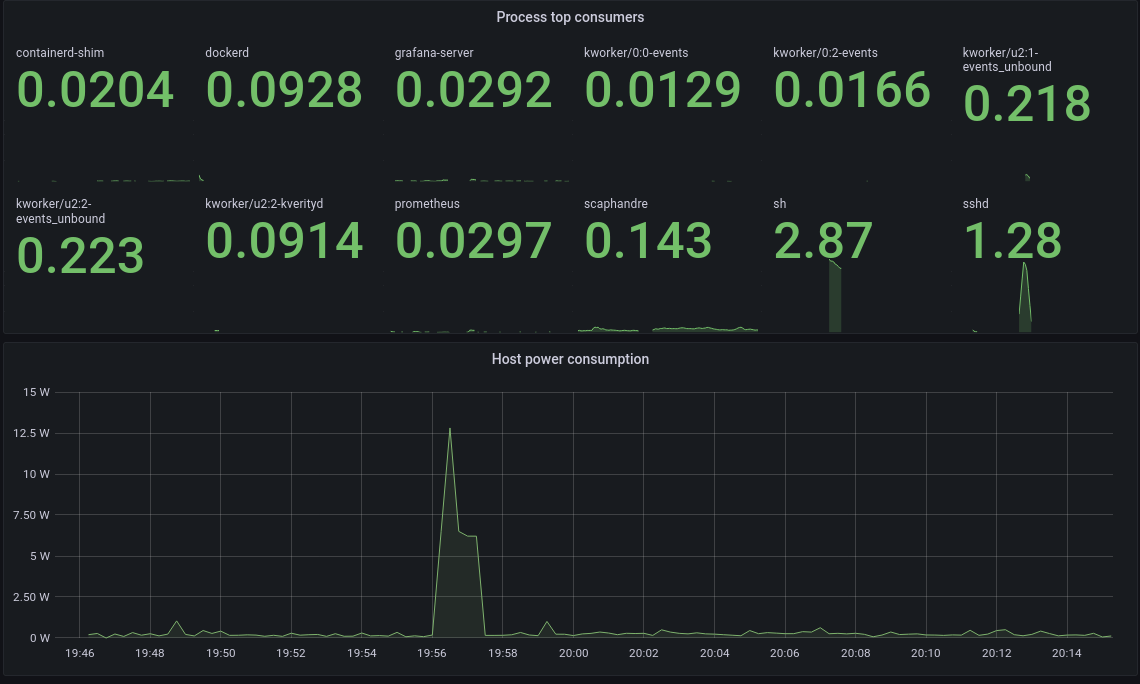 Process top consumers
containerd-shim
0.0204
dockerd
0.0928
grafana-server
0.0292
kworker/0:0-events
0.0129
kworker/0:2-events
0.0166
kworker/u2:1-
events_unbound
0.218
kworker/u2:2-
events_unbound
0.223
kworker/u2:2-kverityd
0.0914
prometheus
0.0297
scaphandre
0.143
sh
2.87
sshd
1.28
Host power consumption
15 W
12.5 W
10 W
7.50 W
5 W
2.50 W
0 W
19:46 19:48 19:50 19:52 19:54 19:56 19:58 20:00 20:02 20:04 20:06 20:08 20:10 20:12 20:14